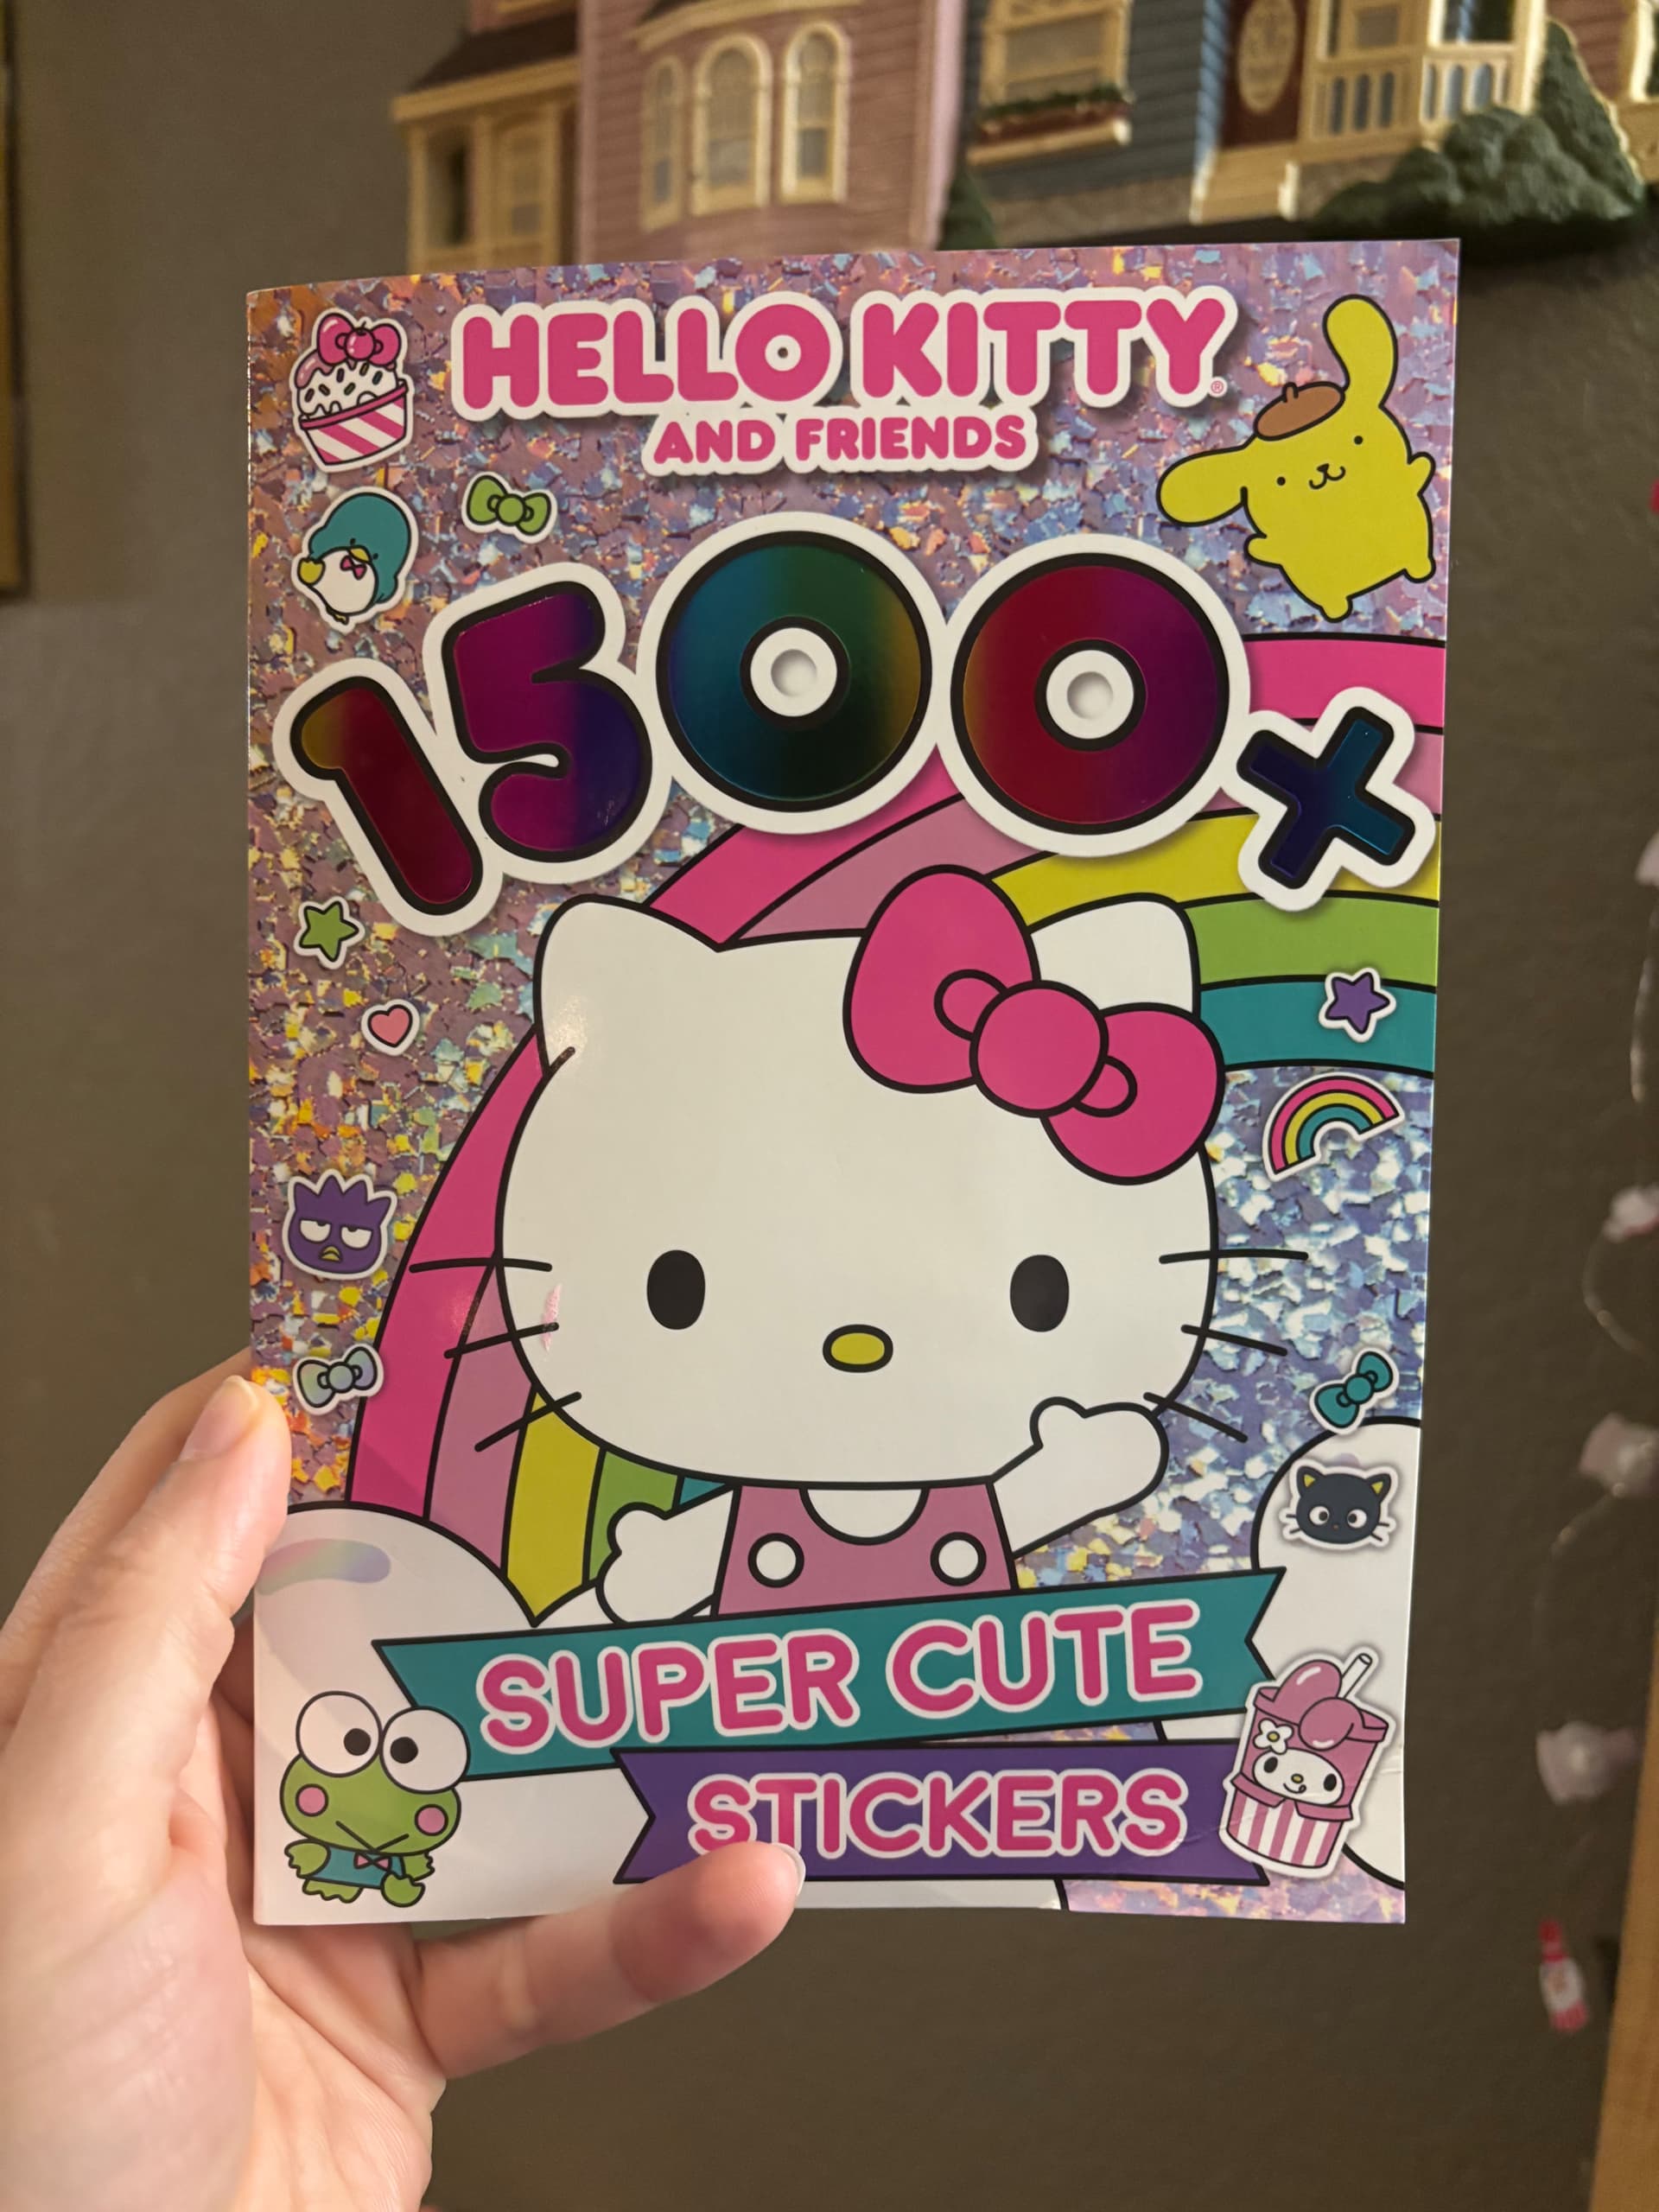 HELLO KITTY®
AND FRIENDS
1500+
SUPER CUTE
STICKERS